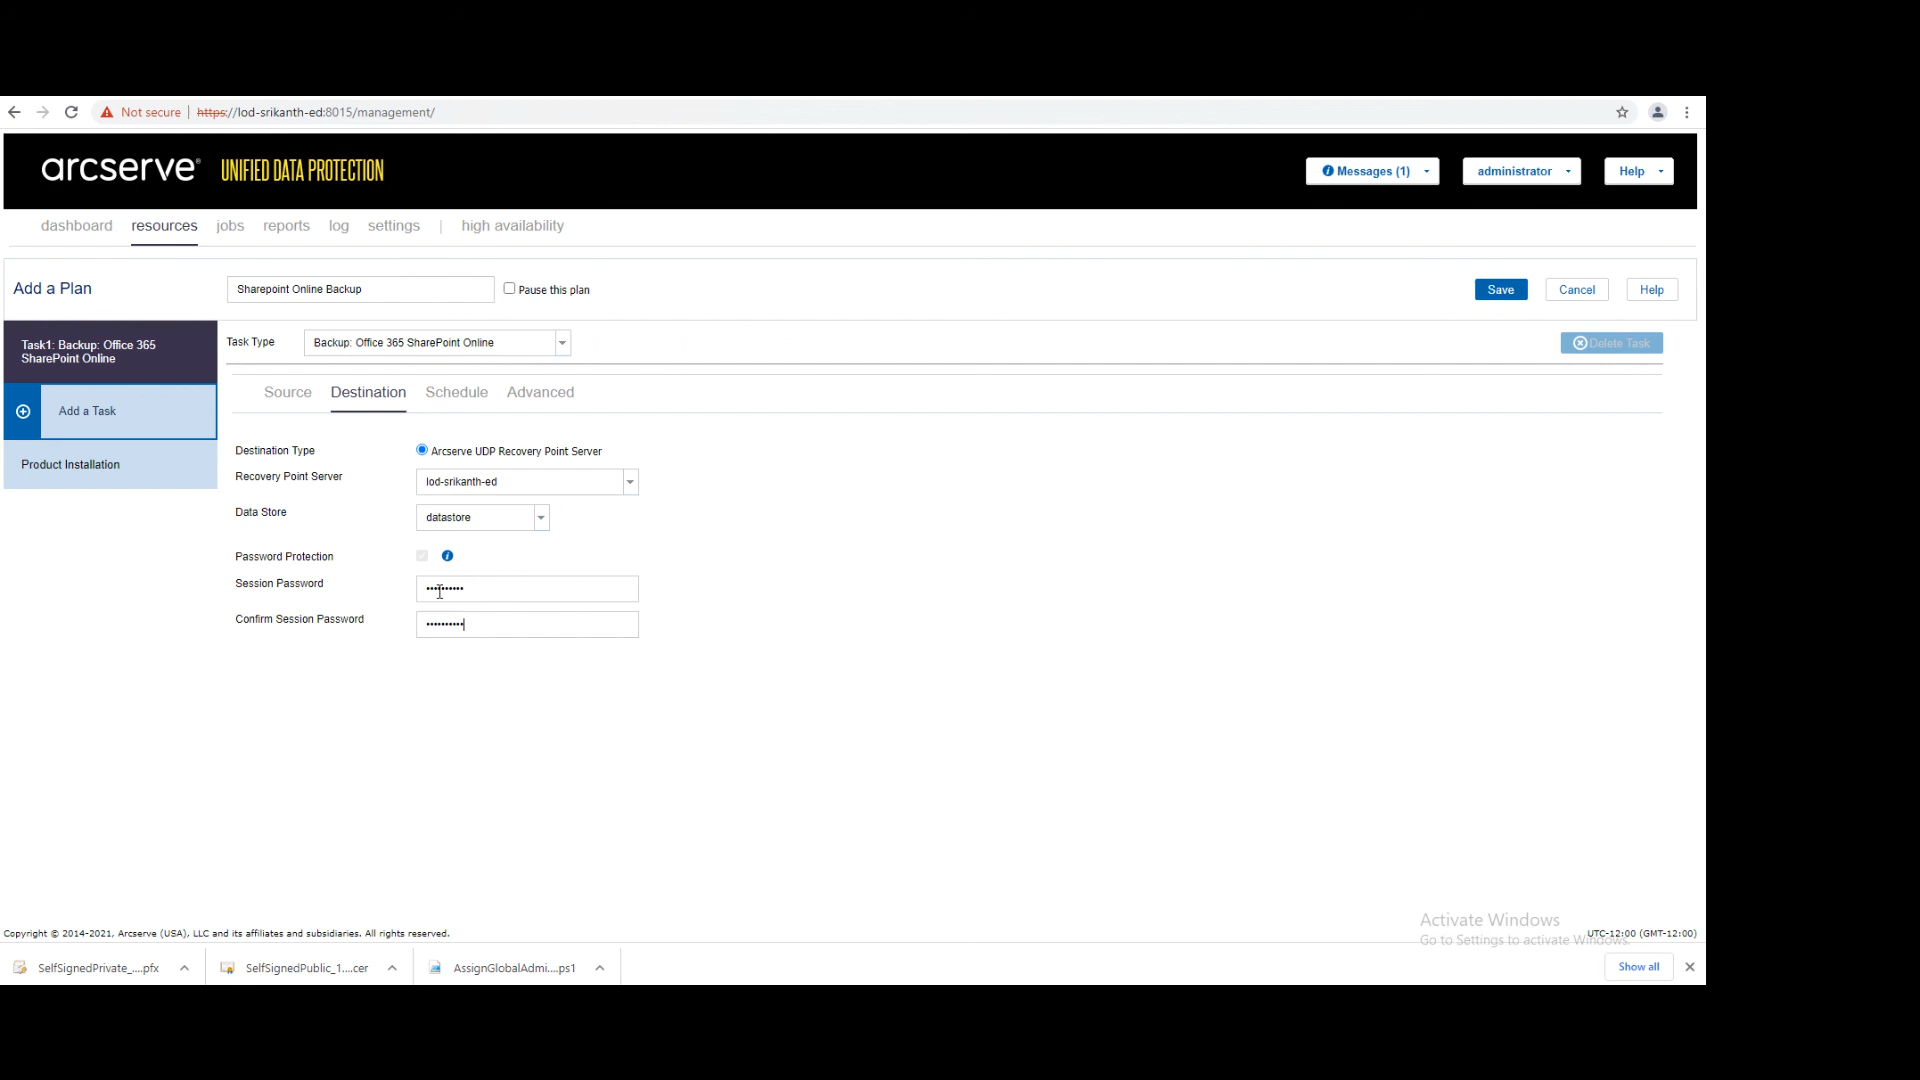 Not secure | https://lod-srikanth-ed:8015/management/
arcserve® UNIFIED DATA PROTECTION
Messages (1)
administrator
Help
dashboard resources jobs reports log settings | high availability
Add a Plan
Sharepoint Online Backup
Pause this plan
Save
Cancel
Help
Task1: Backup: Office 365
SharePoint Online
Add a Task
Product Installation
Task Type
Backup: Office 365 SharePoint Online
Delete Task
Source Destination Schedule Advanced
Destination Type
Arcserve UDP Recovery Point Server
Recovery Point Server
lod-srikanth-ed
Data Store
datastore
Password Protection
Session Password
••••••••••
Confirm Session Password
••••••••••
Activate Windows
Go to Settings to activate Windows.
Copyright © 2014-2021, Arcserve (USA), LLC and its affiliates and subsidiaries. All rights reserved.
UTC-12:00 (GMT-12:00)
SelfSignedPrivate_....pfx
SelfSignedPublic_1....cer
AssignGlobalAdmi....ps1
Show all